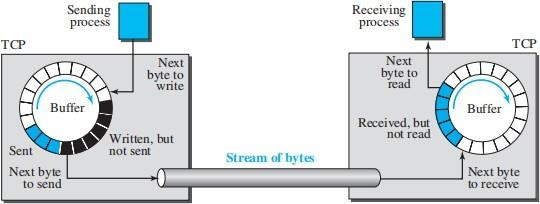 Sending
process
Receiving
process
TCP
TCP
Next
byte to
write
Buffer
Written, but
not sent
Sent
Next byte
to send
Stream of bytes
Next
byte to
read
Buffer
Received, but
not read
Next byte
to receive